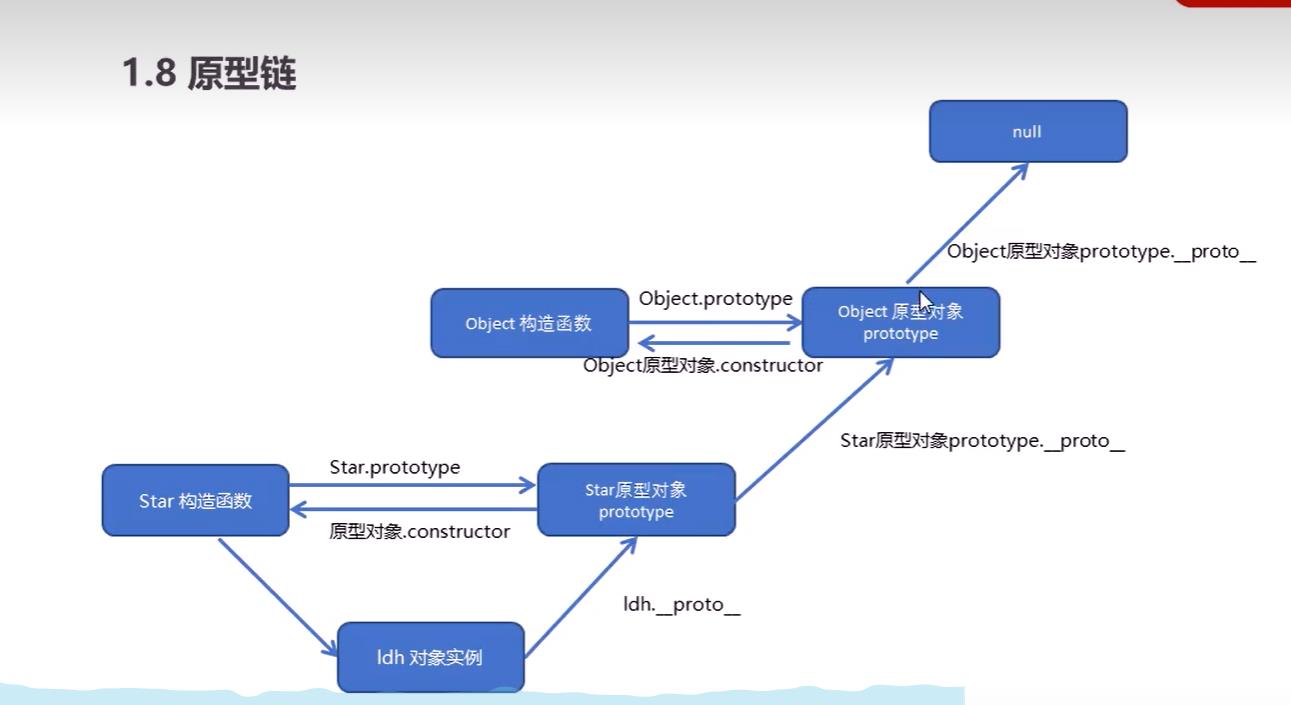 1.8 原型链
null
Object原型对象prototype.__proto__
Object.prototype
Object 构造函数
Object 原型对象
prototype
Object原型对象.constructor
Star原型对象prototype.__proto__
Star.prototype
Star 构造函数
Star原型对象
prototype
原型对象.constructor
ldh.__proto__
ldh 对象实例